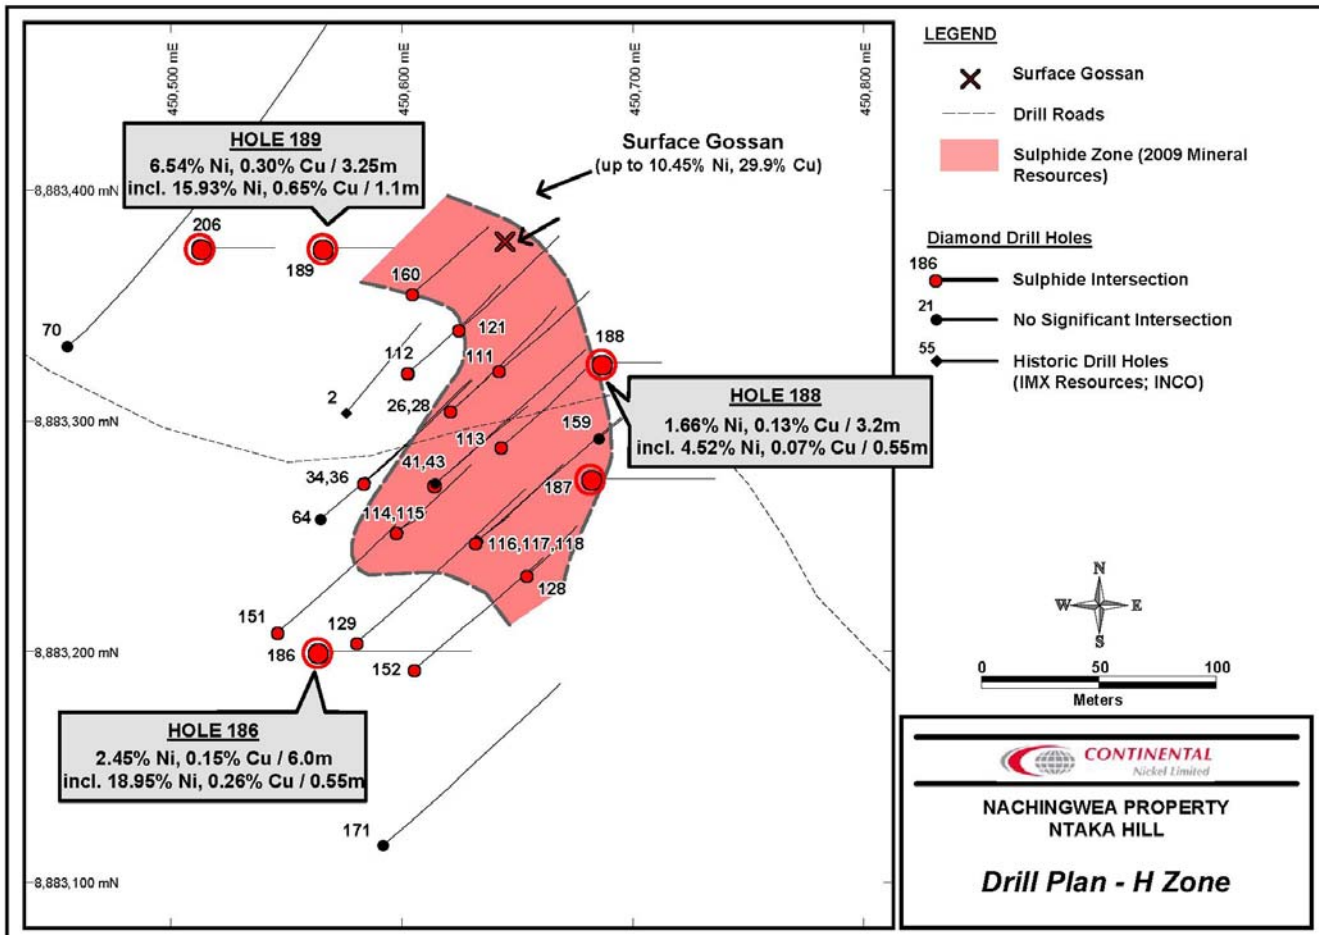 450,500 mE
450,600 mE
450,700 mE
450,800 mE
8,883,400 mN
8,883,300 mN
8,883,200 mN
8,883,100 mN
HOLE 189
6.54% Ni, 0.30% Cu / 3.25m
incl. 15.93% Ni, 0.65% Cu / 1.1m
Surface Gossan
(up to 10.45% Ni, 29.9% Cu)
206
189
160
70
121
188
112
111
2
26,28
HOLE 188
1.66% Ni, 0.13% Cu / 3.2m
incl. 4.52% Ni, 0.07% Cu / 0.55m
159
113
41,43
34,36
187
64
114,115
116,117,118
128
151
129
186
152
HOLE 186
2.45% Ni, 0.15% Cu / 6.0m
incl. 18.95% Ni, 0.26% Cu / 0.55m
171
LEGEND
Surface Gossan
Drill Roads
Sulphide Zone (2009 Mineral
Resources)
Diamond Drill Holes
186
Sulphide Intersection
21
No Significant Intersection
55
Historic Drill Holes
(IMX Resources; INCO)
N
W E
S
0 50 100
Meters
CONTINENTAL
Nickel Limited
NACHINGWEA PROPERTY
NTAKA HILL
Drill Plan - H Zone